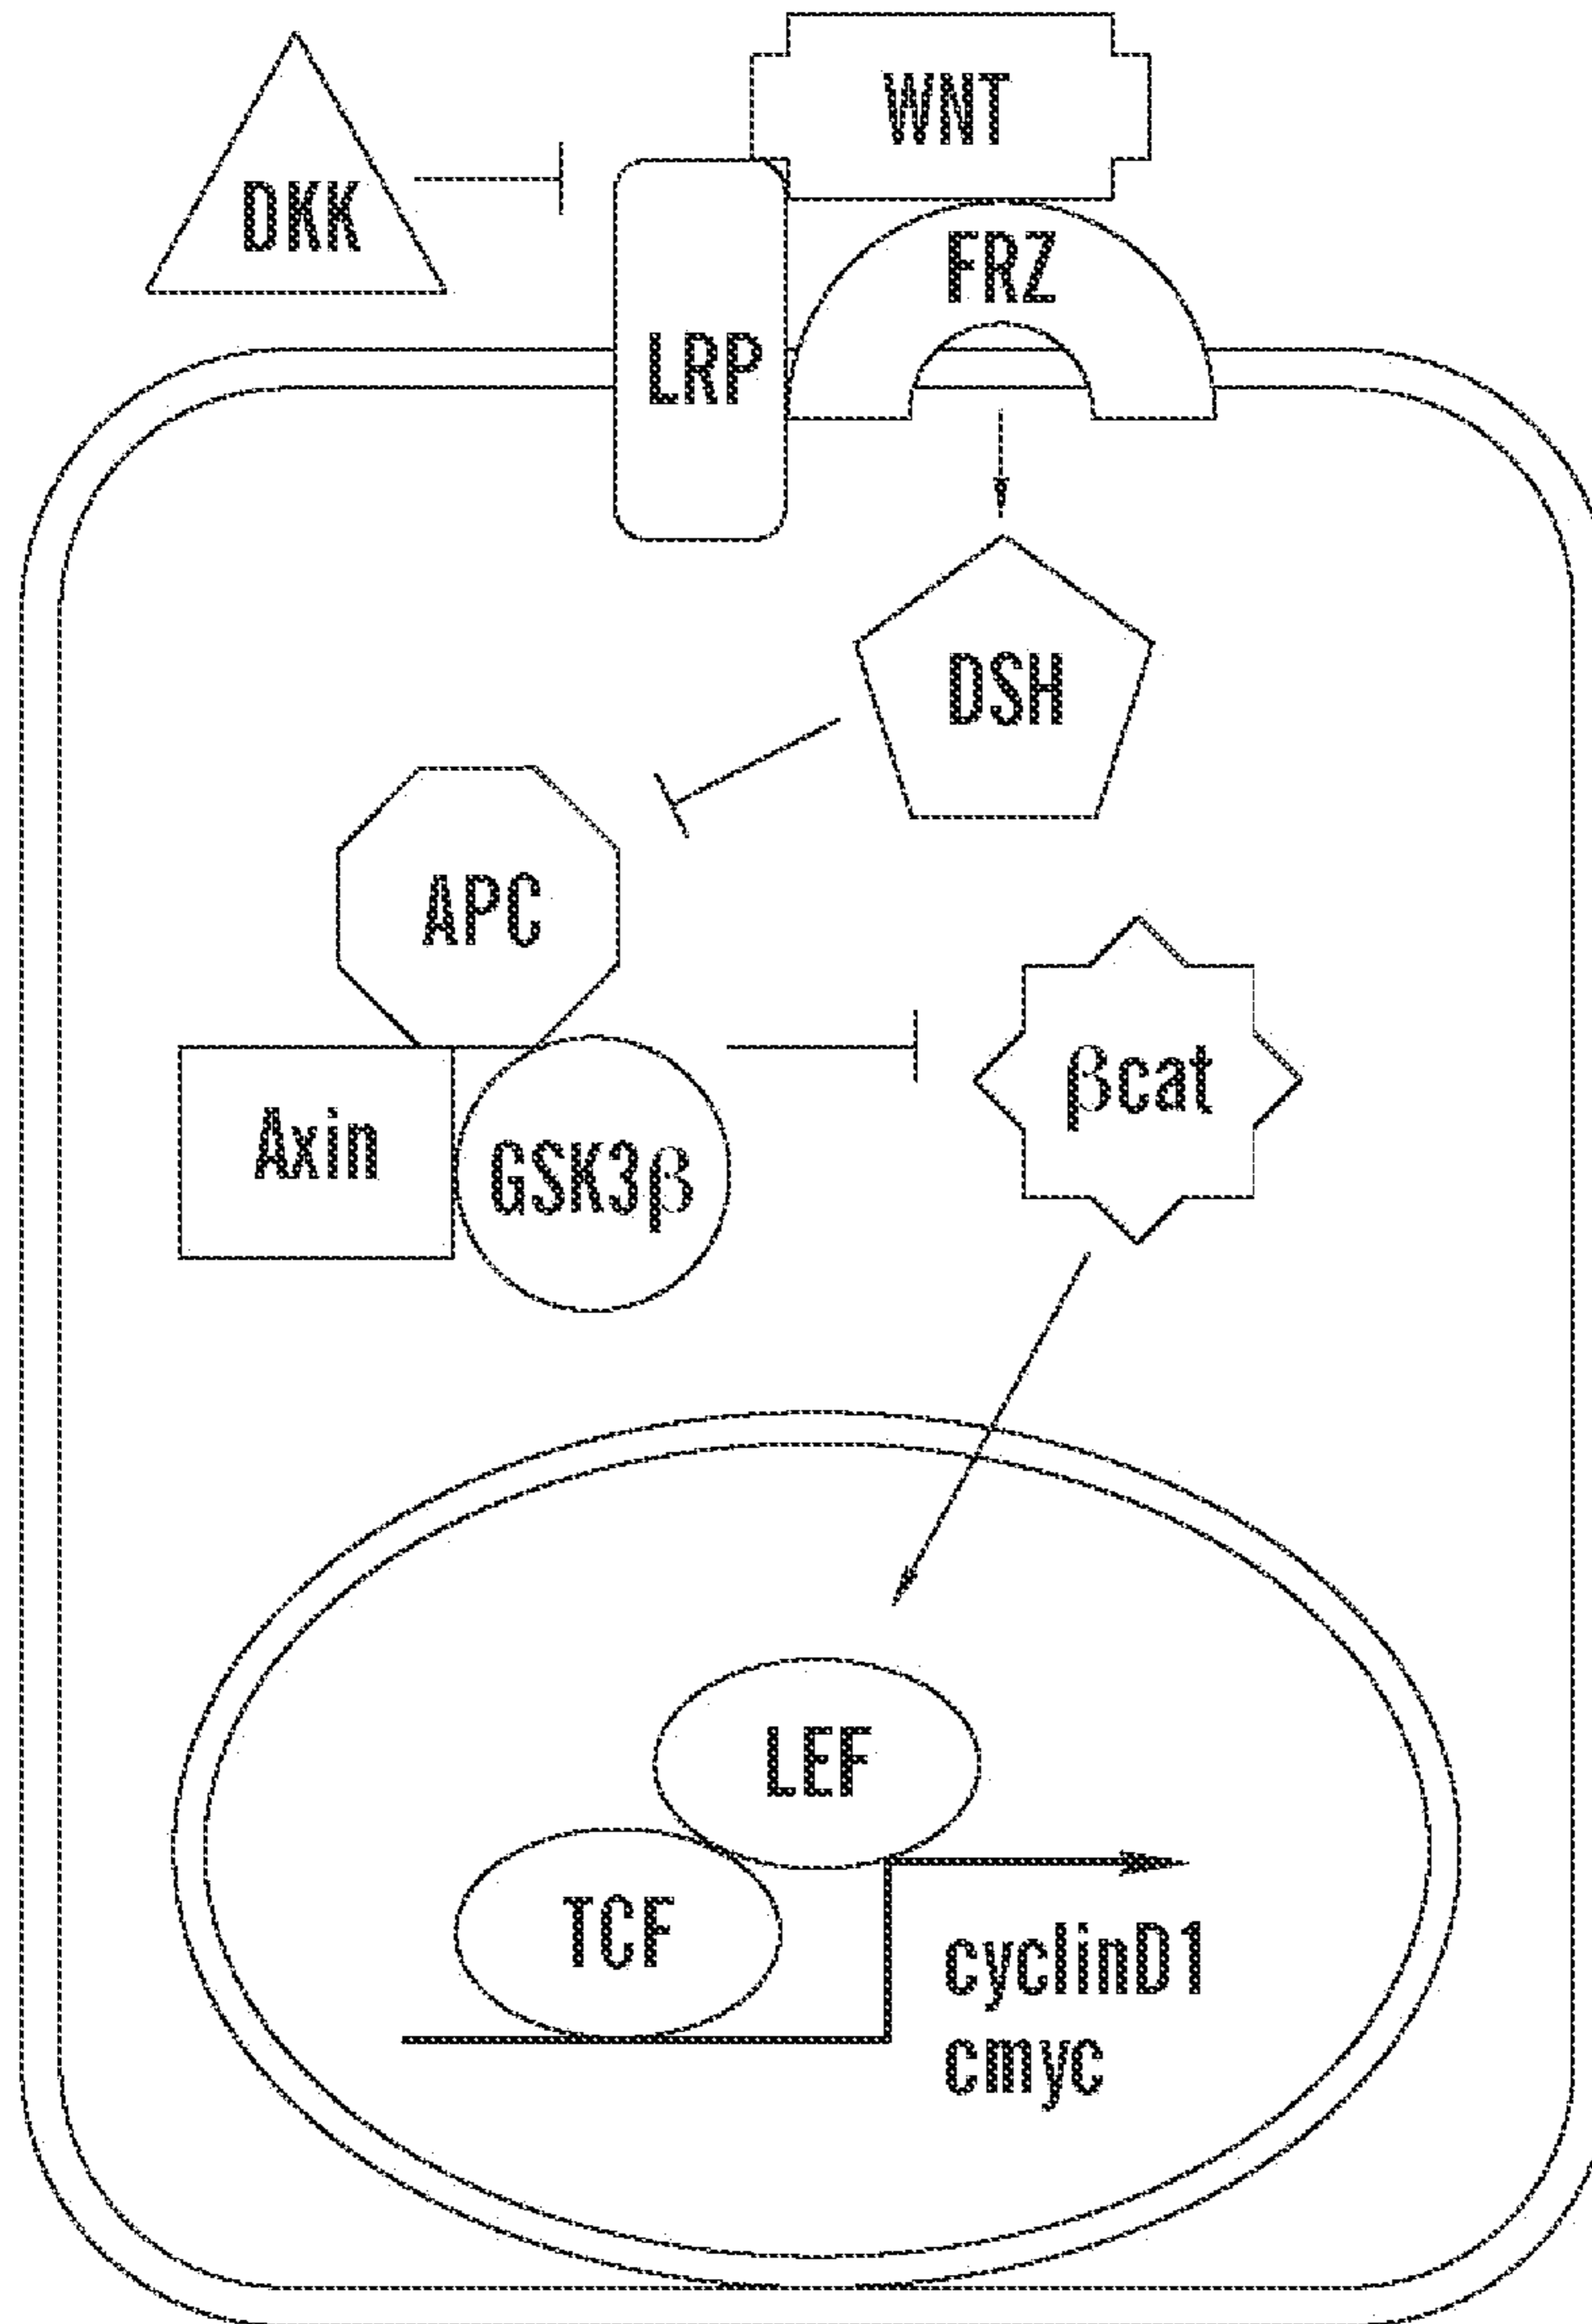 WNT
DKK
FRZ
LRP
DSH
APC
βcat
Axin
GSK3β
LEF
TCF
cyclinD1
cmyc